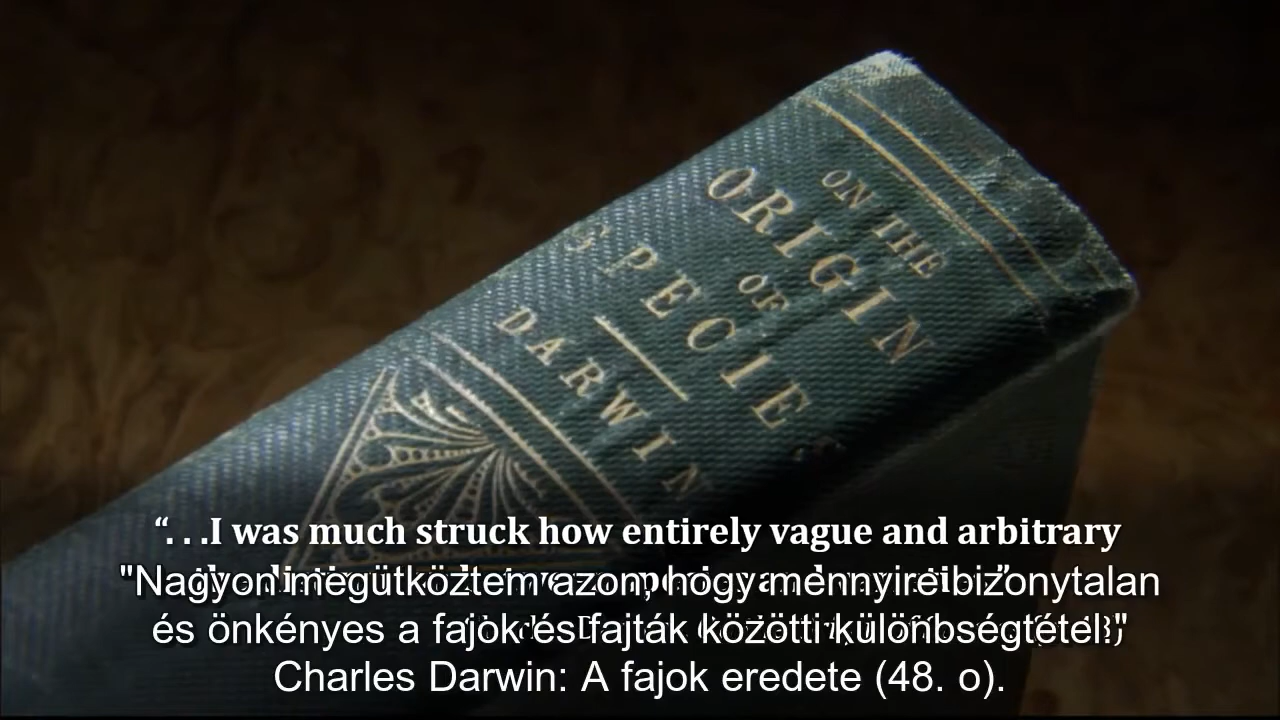 ON THE
ORIGIN
OF
SPECIES
DARWIN
“. . .I was much struck how entirely vague and arbitrary
"Nagyon megütköztem azon, hogy mennyire bizonytalan
és önkényes a fajok és fajták közötti különbségtétel!"
Charles Darwin: A fajok eredete (48. o).